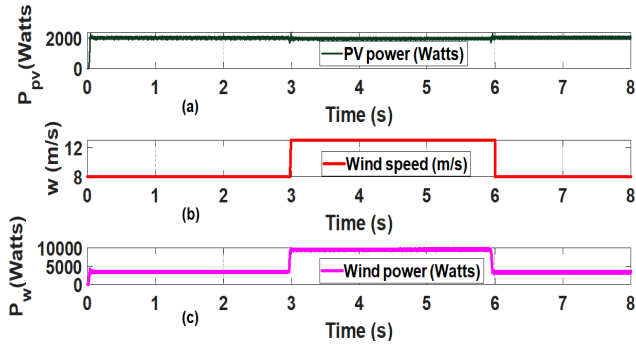 P_pv(Watts)
2000
0
PV power (Watts)
0 1 2 3 4 5 6 7 8
(a)
Time (s)
w (m/s)
12
8
Wind speed (m/s)
0 1 2 3 4 5 6 7 8
(b)
Time (s)
P_w(Watts)
10000
5000
0
Wind power (Watts)
0 1 2 3 4 5 6 7 8
(c)
Time (s)